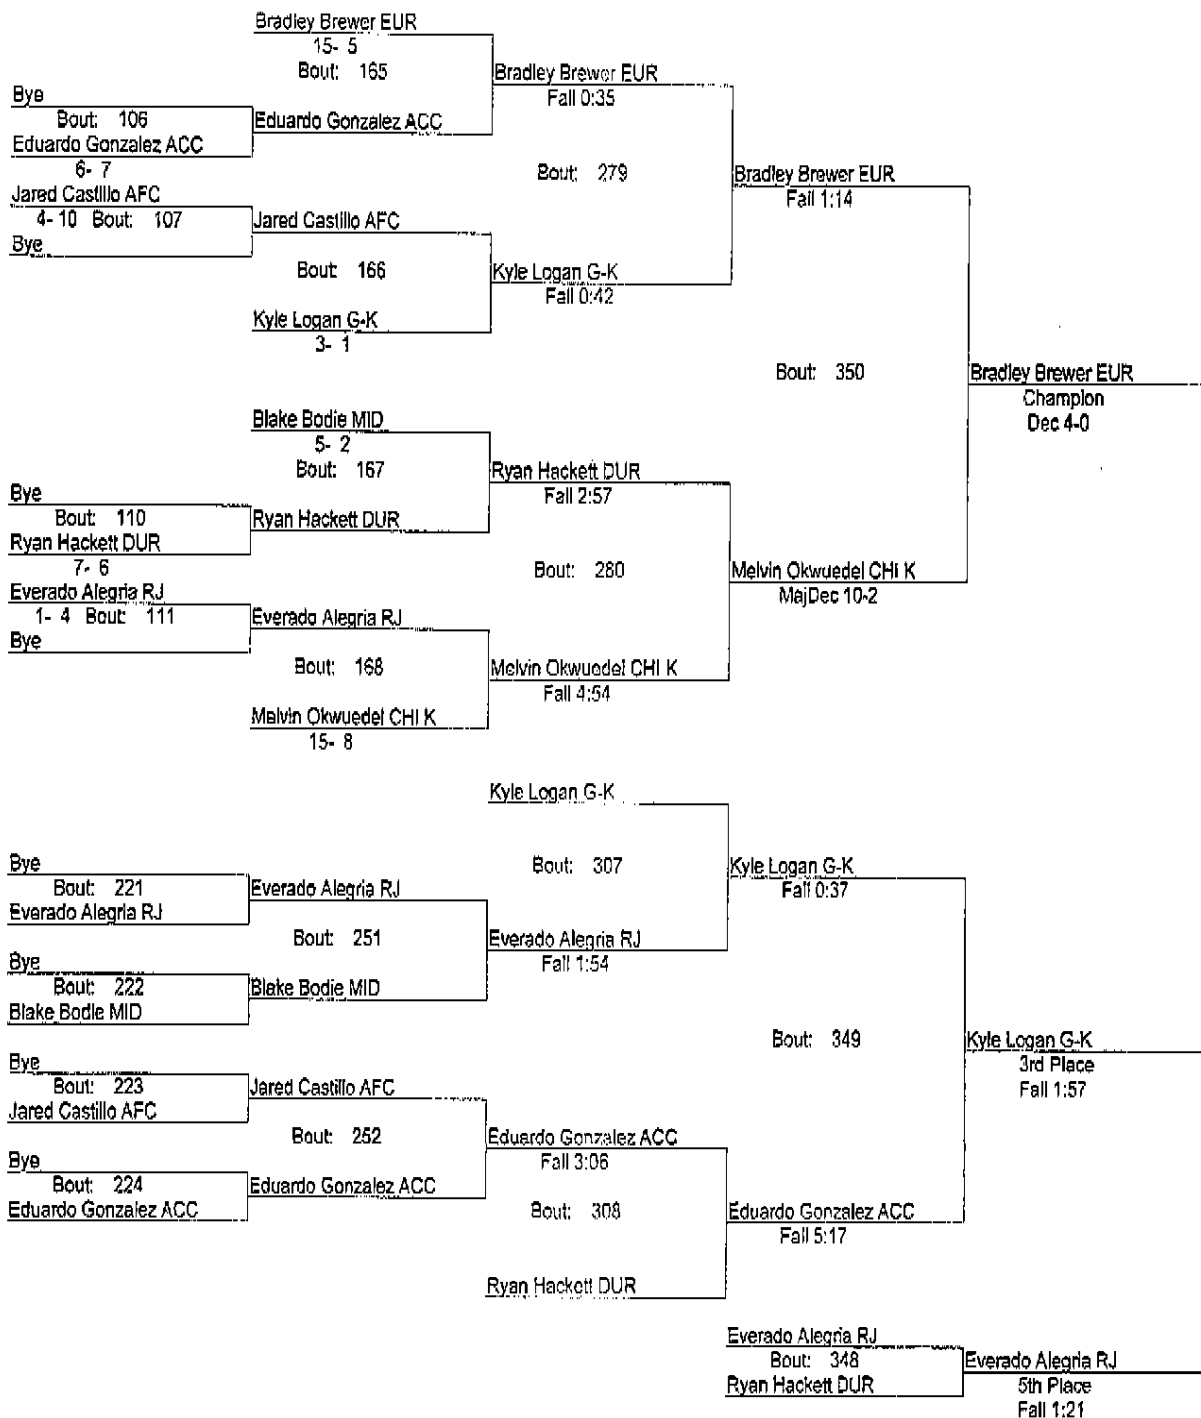 Bradley Brewer EUR
15- 5
Bout: 165
Bradley Brewer EUR
Fall 0:35
Bye
Bout: 106
Eduardo Gonzalez ACC
Eduardo Gonzalez ACC
6- 7
Bout: 279
Bradley Brewer EUR
Fall 1:14
Jared Castillo AFC
4- 10 Bout: 107
Jared Castillo AFC
Bye
Bout: 166
Kyle Logan G-K
Fall 0:42
Kyle Logan G-K
3- 1
Bout: 350
Bradley Brewer EUR
Champion
Dec 4-0
Blake Bodie MID
5- 2
Bout: 167
Ryan Hackett DUR
Fall 2:57
Bye
Bout: 110
Ryan Hackett DUR
Ryan Hackett DUR
7- 6
Bout: 280
Melvin Okwuedel CHI K
MajDec 10-2
Everado Alegria RJ
1- 4 Bout: 111
Everado Alegria RJ
Bye
Bout: 168
Melvin Okwuedel CHI K
Fall 4:54
Melvin Okwuedel CHI K
15- 8
Kyle Logan G-K
Bout: 307
Kyle Logan G-K
Fall 0:37
Bye
Bout: 221
Everado Alegria RJ
Everado Alegria RJ
Bout: 251
Everado Alegria RJ
Fall 1:54
Bye
Bout: 222
Blake Bodie MID
Blake Bodie MID
Bout: 349
Kyle Logan G-K
3rd Place
Fall 1:57
Bye
Bout: 223
Jared Castillo AFC
Jared Castillo AFC
Bout: 252
Eduardo Gonzalez ACC
Fall 3:06
Bye
Bout: 224
Eduardo Gonzalez ACC
Eduardo Gonzalez ACC
Bout: 308
Eduardo Gonzalez ACC
Fall 5:17
Ryan Hackett DUR
Everado Alegria RJ
Bout: 348
Everado Alegria RJ
Ryan Hackett DUR
5th Place
Fall 1:21